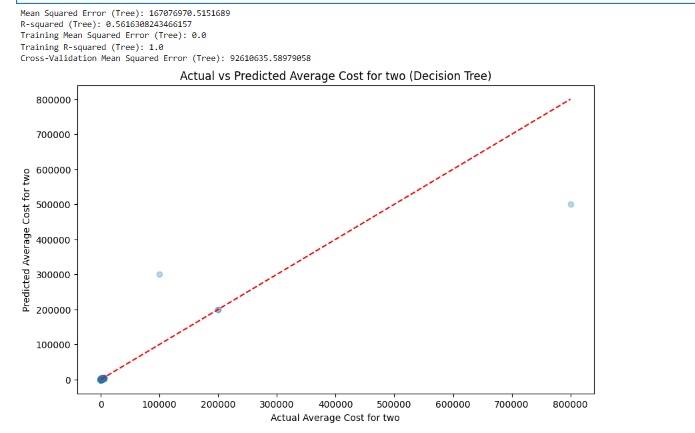 Mean Squared Error (Tree): 167076970.5151689
R-squared (Tree): 0.5616308243466157
Training Mean Squared Error (Tree): 0.0
Training R-squared (Tree): 1.0
Cross-Validation Mean Squared Error (Tree): 92610635.58979058
Actual vs Predicted Average Cost for two (Decision Tree)
800000
700000
600000
500000
400000
300000
200000
100000
0
Predicted Average Cost for two
0 100000 200000 300000 400000 500000 600000 700000 800000
Actual Average Cost for two